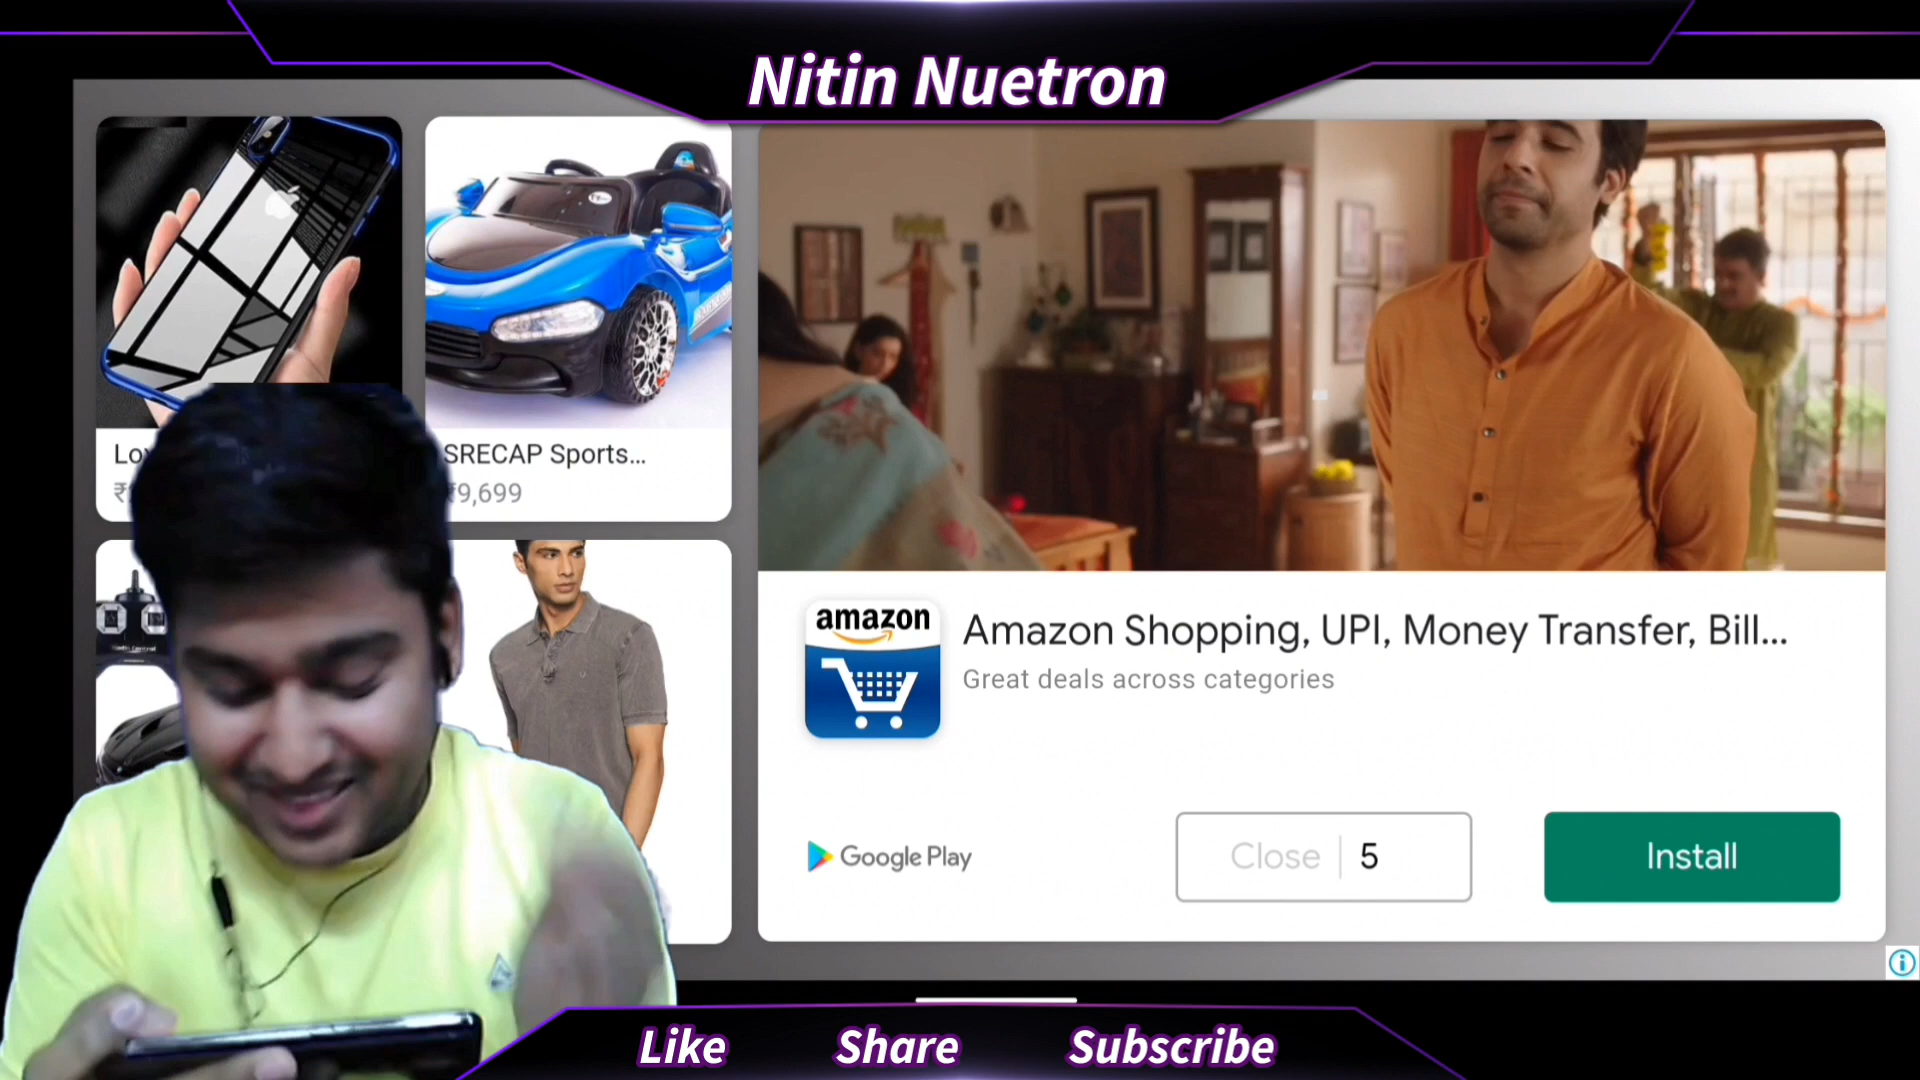 Nitin Nuetron
SRECAP Sports...
₹9,699
amazon
Amazon Shopping, UPI, Money Transfer, Bill...
Great deals across categories
Google Play
Close 5
Install
Like Share Subscribe